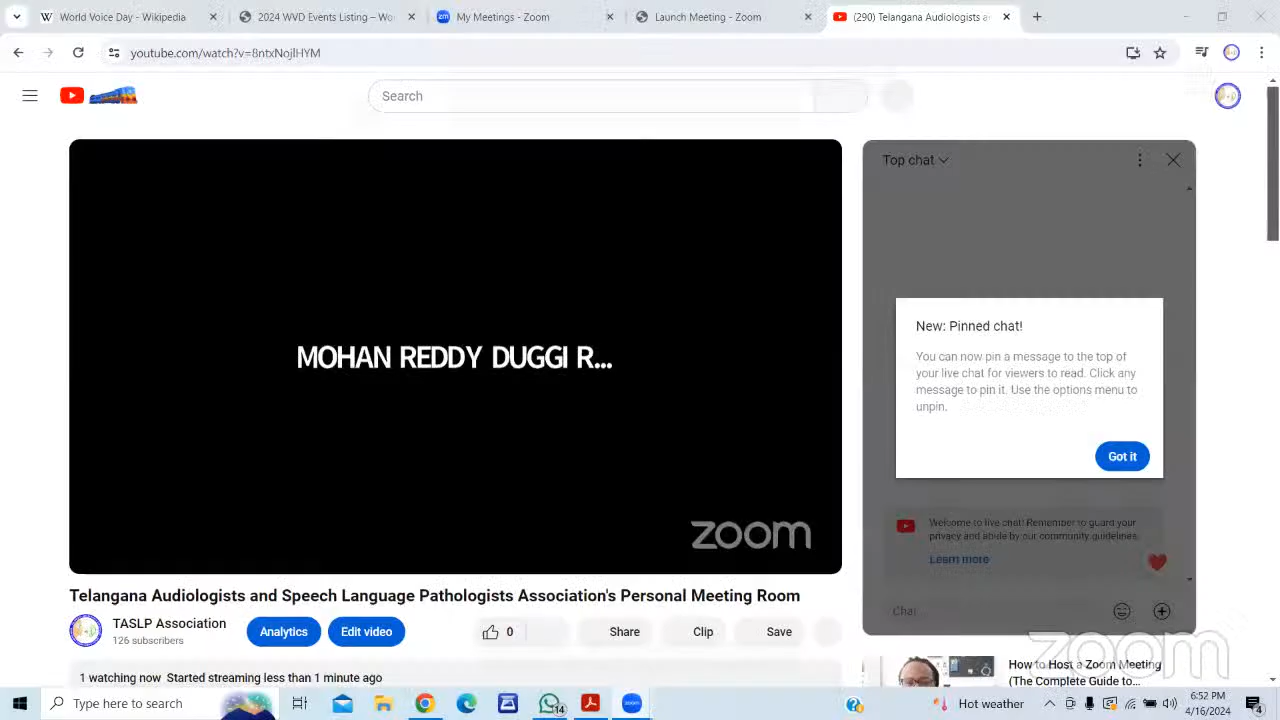 World Voice Day - Wikipedia
2024 WVD Events Listing – Wo
My Meetings - Zoom
Launch Meeting - Zoom
(290) Telangana Audiologists a
youtube.com/watch?v=8ntxNojlHYM
Search
MOHAN REDDY DUGGI R...
zoom
Top chat
New: Pinned chat!
You can now pin a message to the top of
your live chat for viewers to read. Click any
message to pin it. Use the options menu to
unpin.
Got it
Welcome to live chat! Remember to guard your
privacy and abide by our community guidelines.
Learn more
Chat...
Telangana Audiologists and Speech Language Pathologists Association's Personal Meeting Room
TASLP Association
126 subscribers
Analytics
Edit video
0
Share
Clip
Save
1 watching now Started streaming less than 1 minute ago
How to Host a Zoom Meeting
(The Complete Guide to...
zoom
Type here to search
14
zoom
Hot weather
6:52 PM
4/16/2024
4